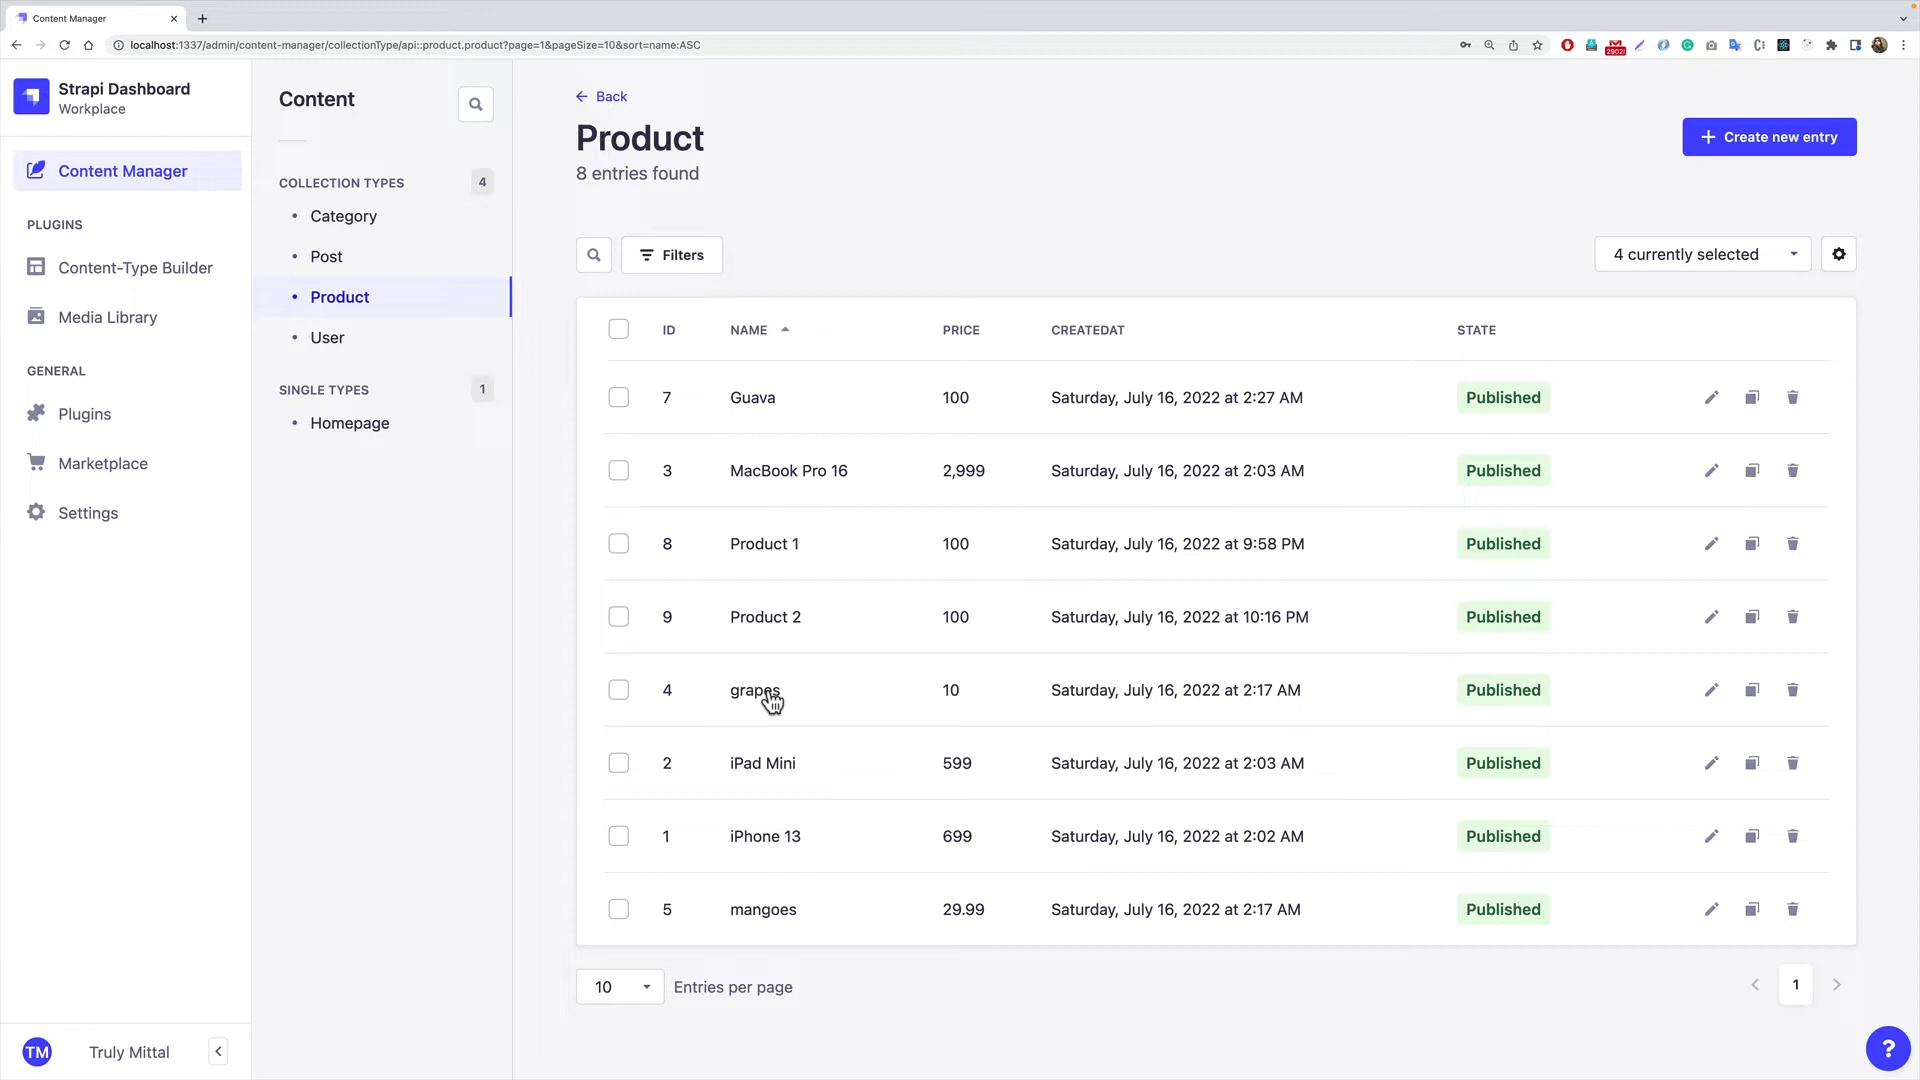 Content Manager
localhost:1337/admin/content-manager/collectionType/api::product.product?page=1&pageSize=10&sort=name:ASC
Strapi Dashboard
Workplace
Content Manager
PLUGINS
Content-Type Builder
Media Library
GENERAL
Plugins
Marketplace
Settings
TM Truly Mittal
Content
COLLECTION TYPES 4
Category
Post
Product
User
SINGLE TYPES 1
Homepage
Back
Product
8 entries found
Create new entry
Filters
4 currently selected
ID NAME PRICE CREATEDAT STATE
7 Guava 100 Saturday, July 16, 2022 at 2:27 AM Published
3 MacBook Pro 16 2,999 Saturday, July 16, 2022 at 2:03 AM Published
8 Product 1 100 Saturday, July 16, 2022 at 9:58 PM Published
9 Product 2 100 Saturday, July 16, 2022 at 10:16 PM Published
4 grapes 10 Saturday, July 16, 2022 at 2:17 AM Published
2 iPad Mini 599 Saturday, July 16, 2022 at 2:03 AM Published
1 iPhone 13 699 Saturday, July 16, 2022 at 2:02 AM Published
5 mangoes 29.99 Saturday, July 16, 2022 at 2:17 AM Published
10 Entries per page
1
?